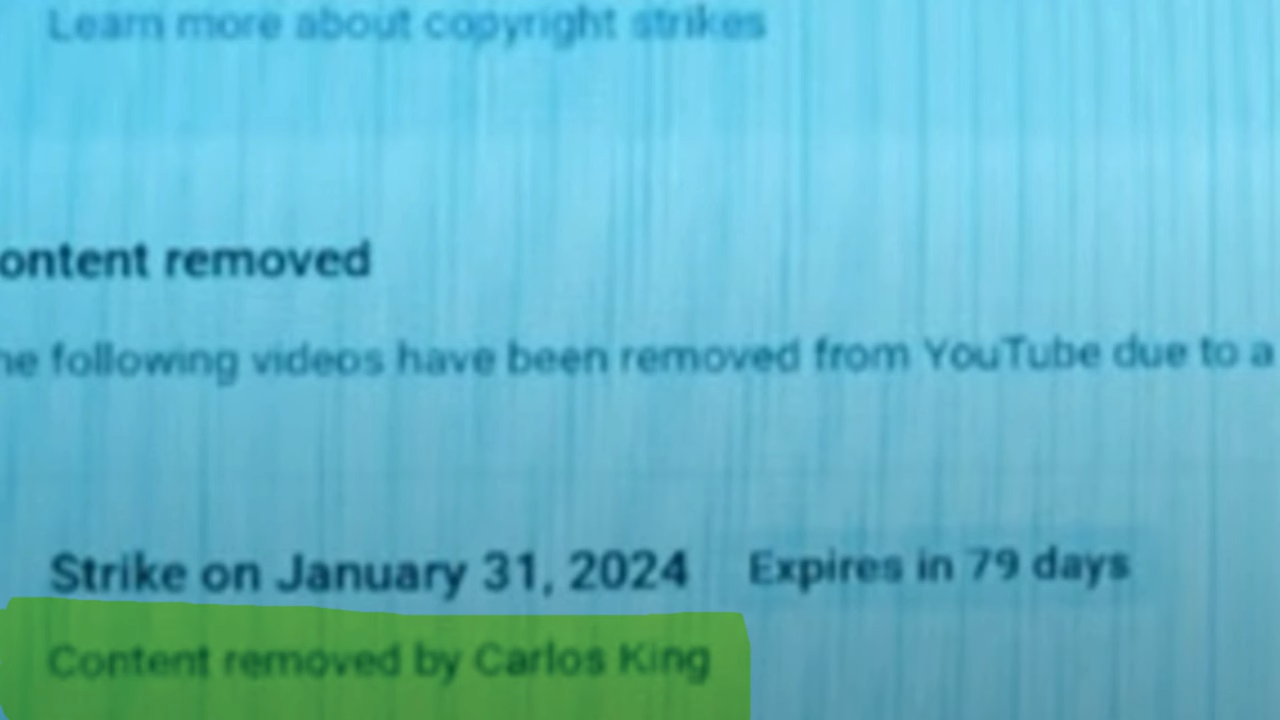 Learn more about copyright strikes
ontent removed
he following videos have been removed from YouTube due to a
Strike on January 31, 2024 Expires in 79 days
Content removed by Carlos King